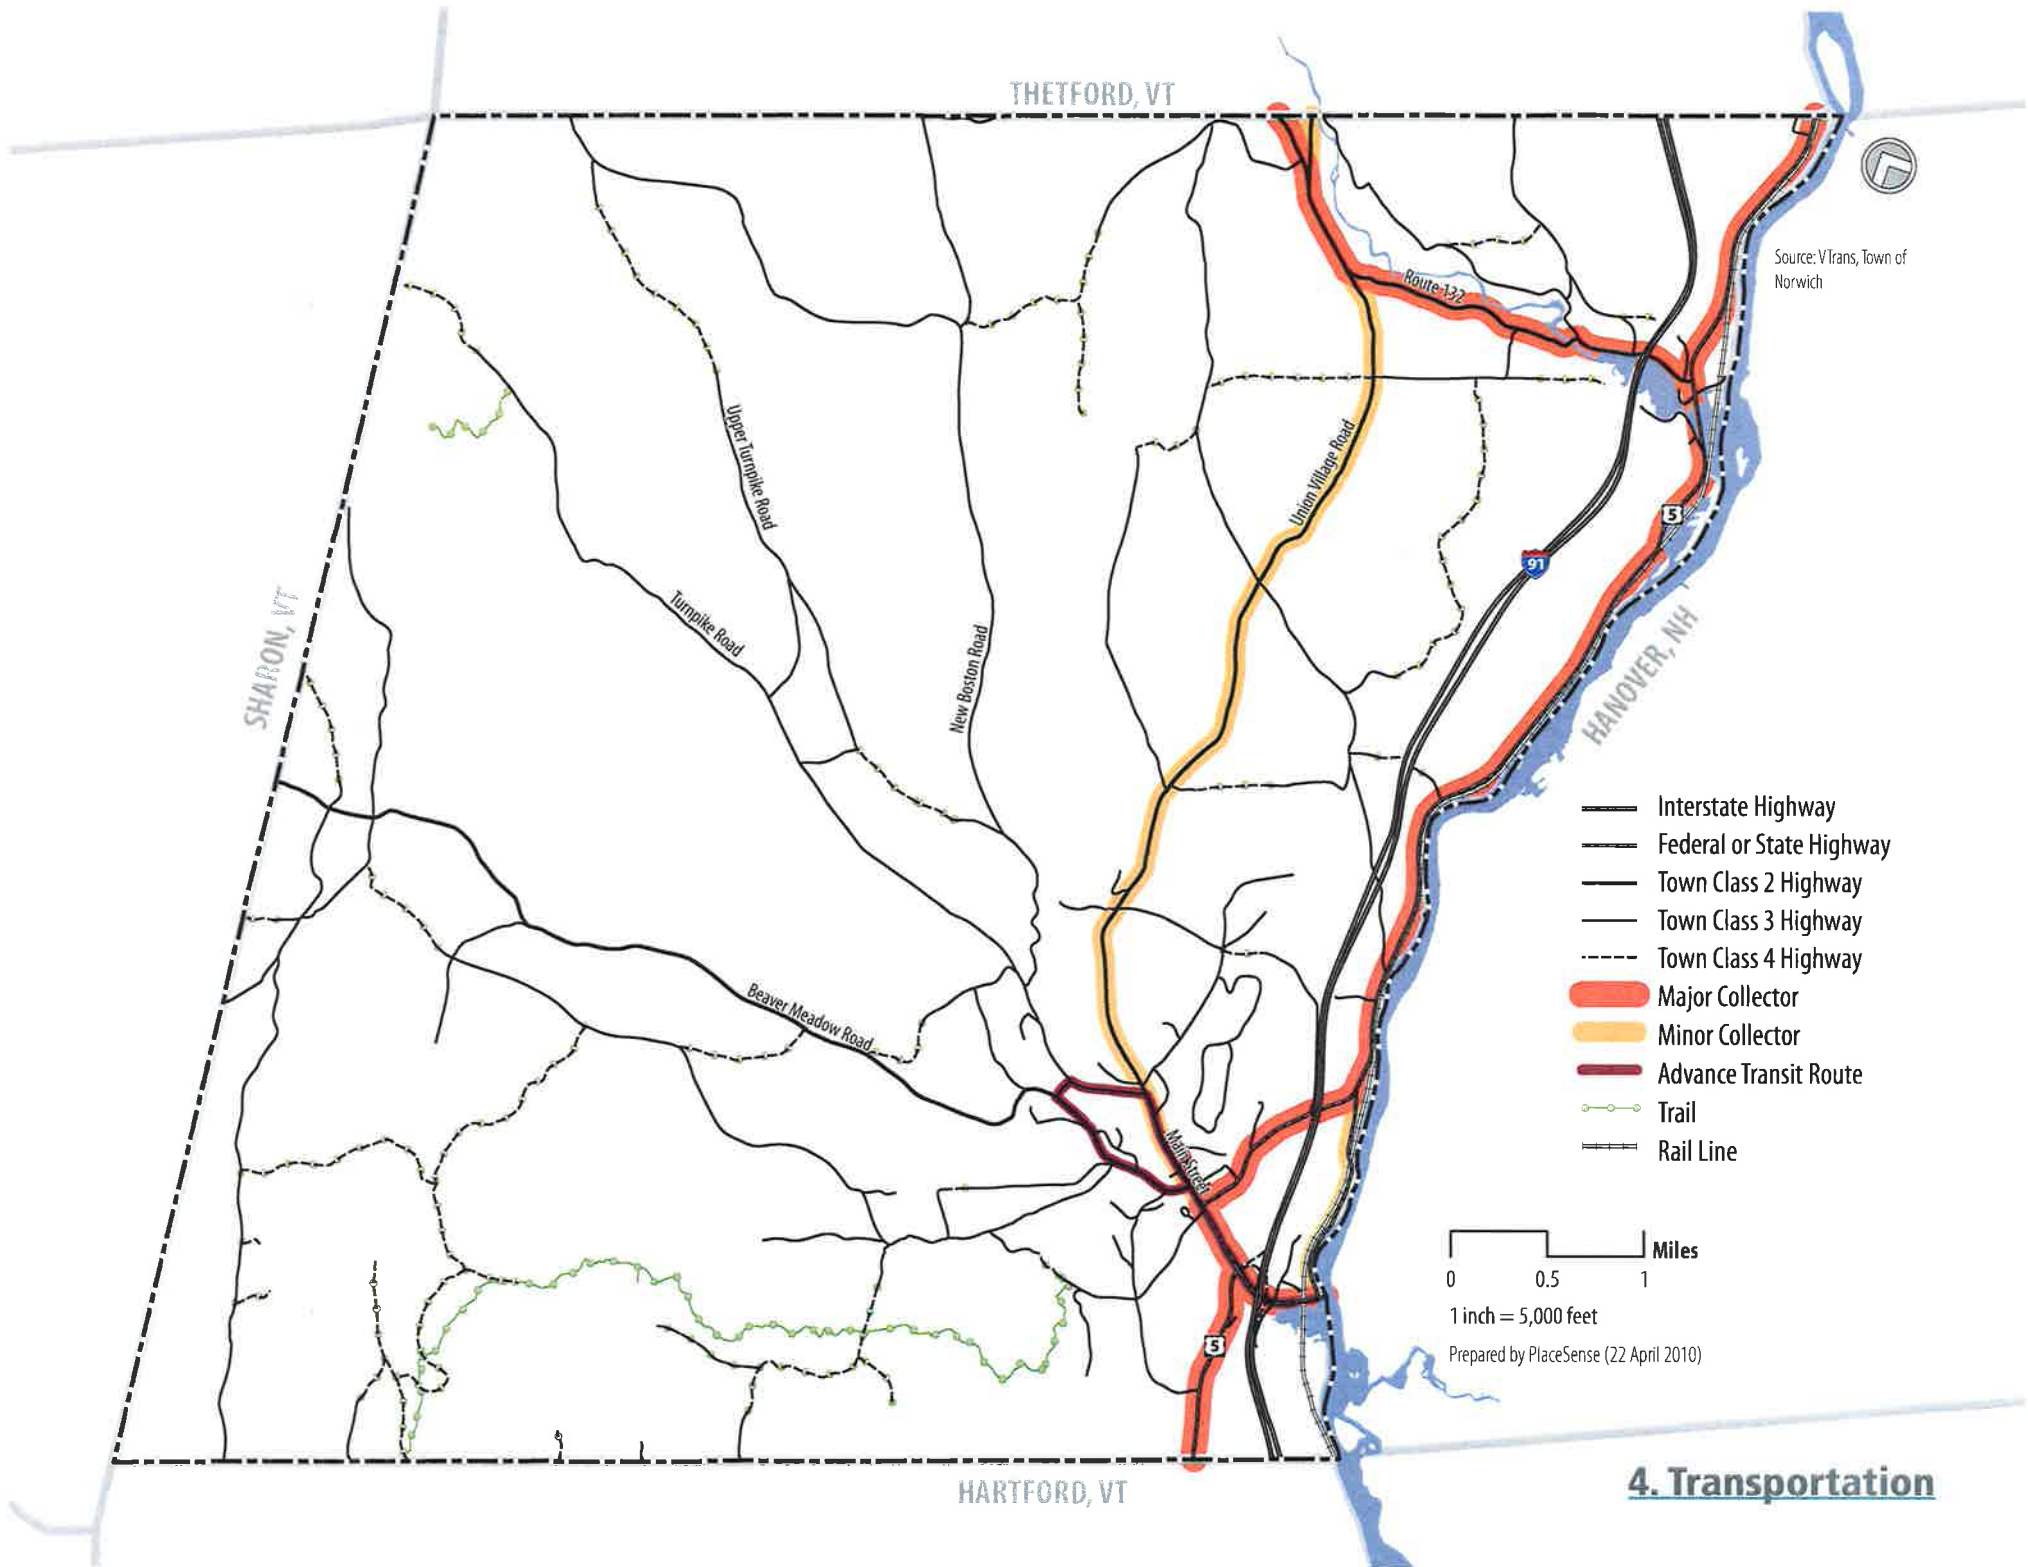 THETFORD, VT
Source: VTrans, Town of
Norwich
Route 132
Upper Turnpike Road
Union Village Road
5
91
SHARON, VT
Turnpike Road
New Boston Road
HANOVER, NH
Interstate Highway
Federal or State Highway
Town Class 2 Highway
Town Class 3 Highway
Town Class 4 Highway
Major Collector
Minor Collector
Advance Transit Route
Trail
Rail Line
Beaver Meadow Road
Main Street
Miles
0 0.5 1
1 inch = 5,000 feet
5
Prepared by PlaceSense (22 April 2010)
HARTFORD, VT
4. Transportation